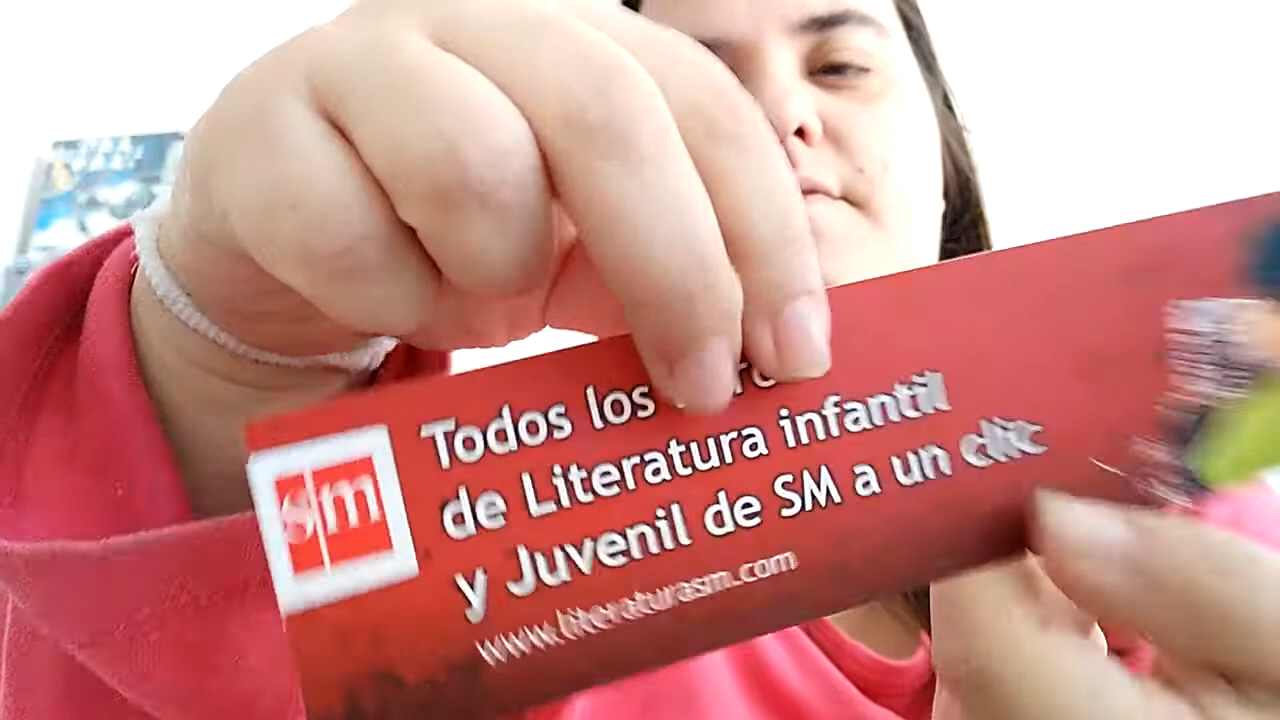 sm
Todos los
de Literatura infantil
y Juvenil de SM a un clic
www.literaturasm.com